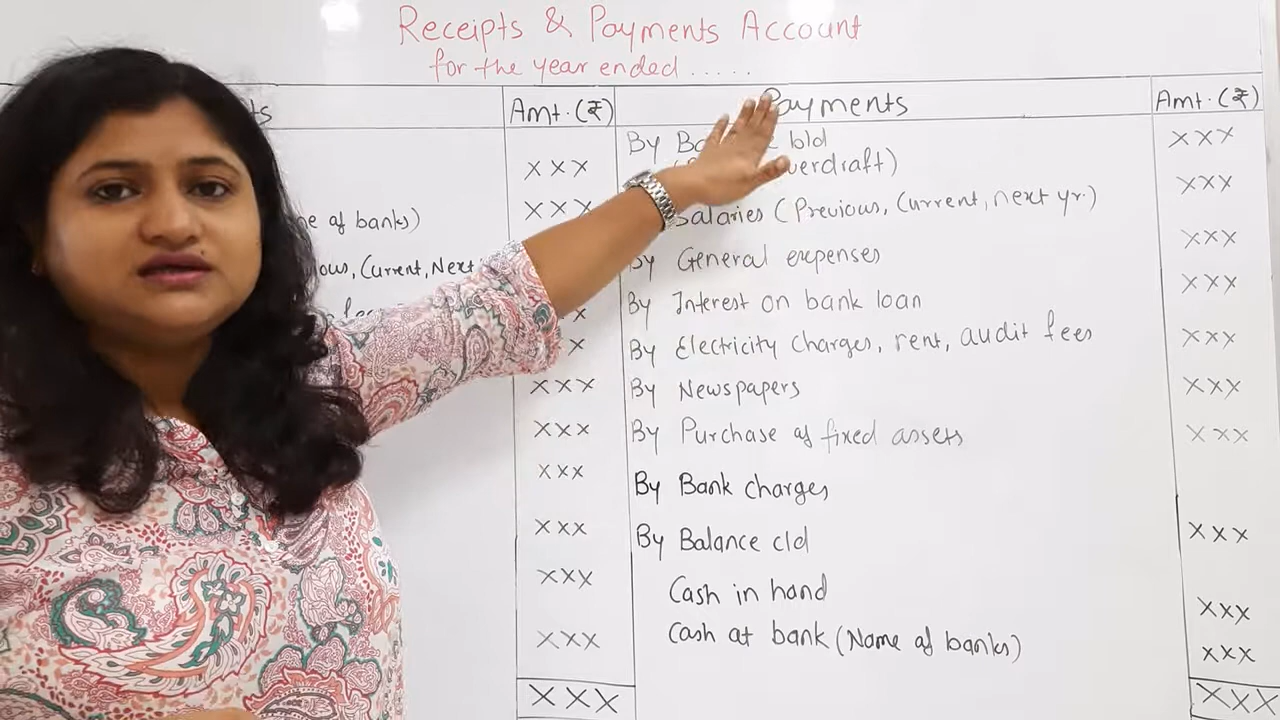 Receipts & Payments Account
for the year ended .....
Amt.(₹) Payments Amt.(₹)
By b/d xxx
xxx overdraft)
e of banks) xxx Salaries (Previous, Current, next yr.) xxx
ious, Current, Next By General expenses xxx
By Interest on bank loan xxx
By Electricity charges, rent, audit fees xxx
xxx By Newspapers xxx
xxx By Purchase of fixed assets xxx
xxx By Bank charges
xxx By Balance c/d xxx
xxx Cash in hand xxx
xxx Cash at bank (Name of banks) xxx
xxx xxx